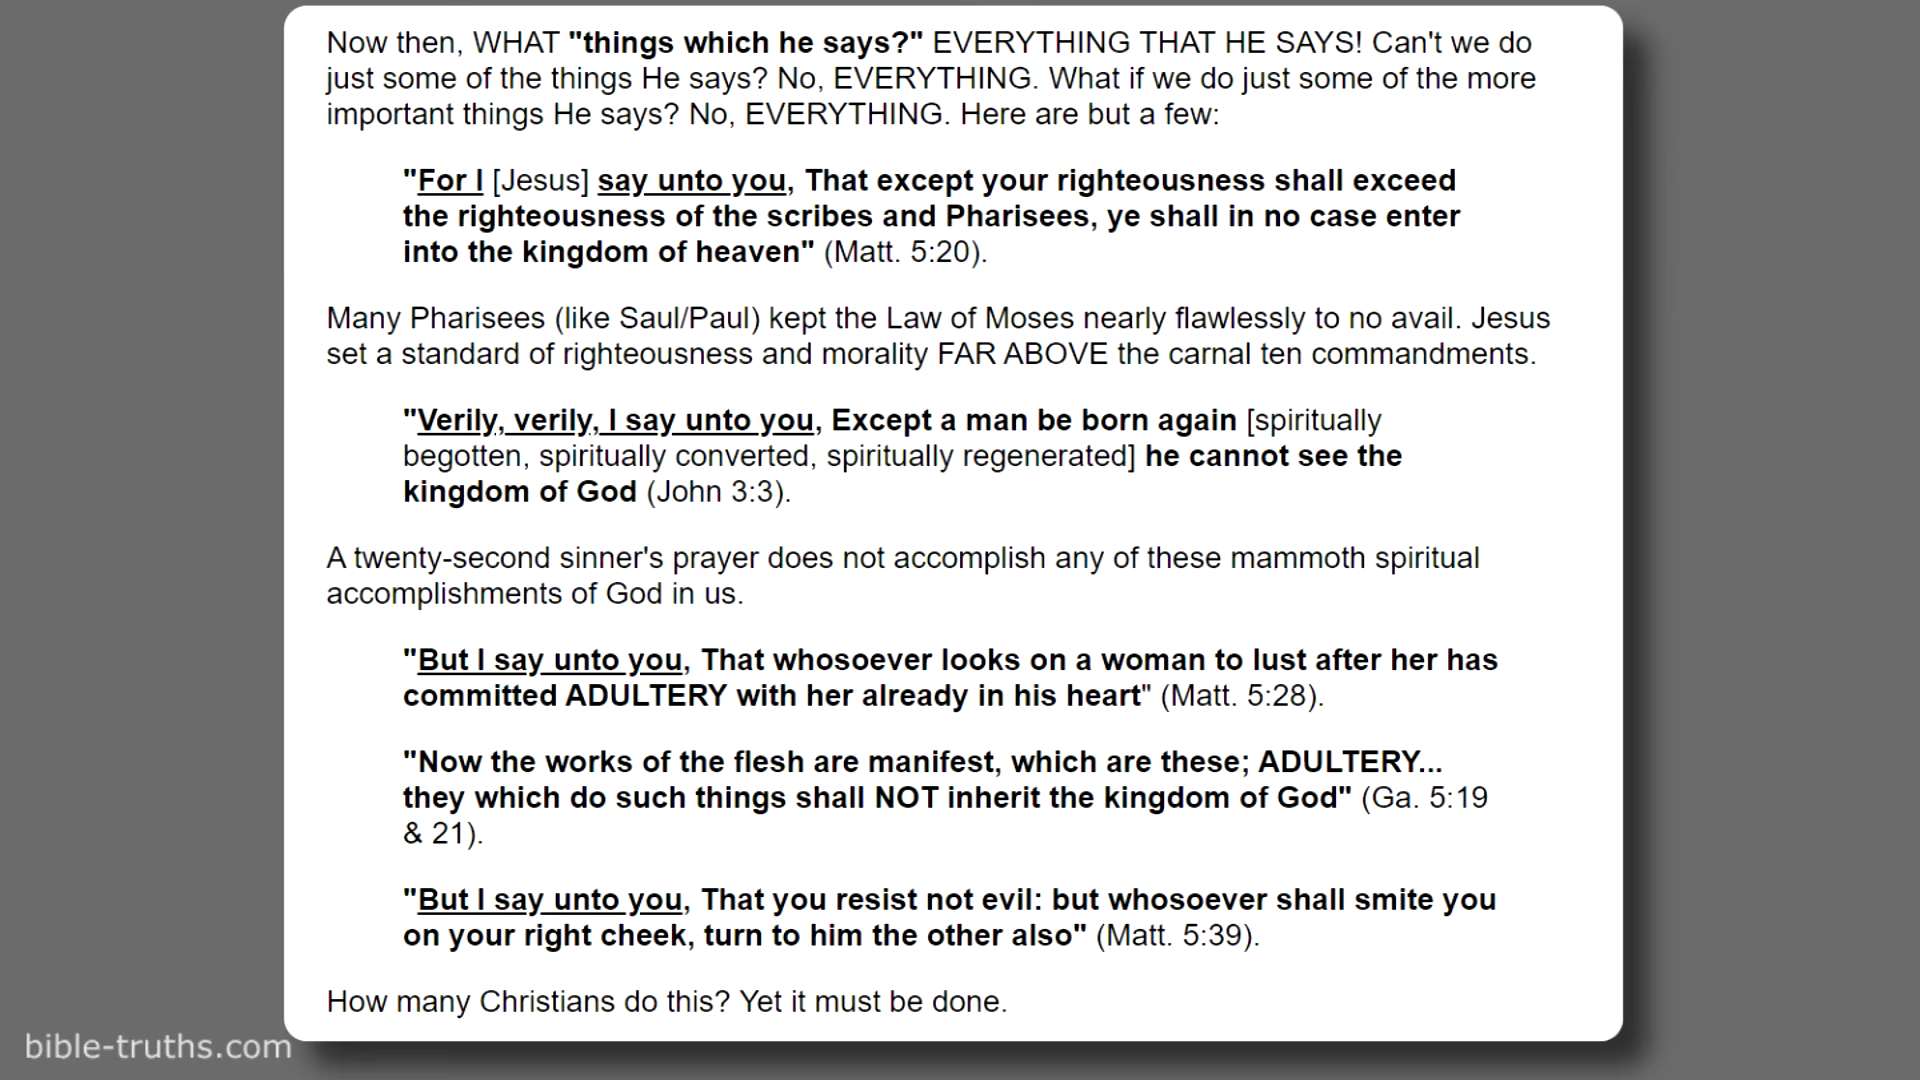 Now then, WHAT "things which he says?" EVERYTHING THAT HE SAYS! Can't we do
just some of the things He says? No, EVERYTHING. What if we do just some of the more
important things He says? No, EVERYTHING. Here are but a few:
"For I [Jesus] say unto you, That except your righteousness shall exceed
the righteousness of the scribes and Pharisees, ye shall in no case enter
into the kingdom of heaven" (Matt. 5:20).
Many Pharisees (like Saul/Paul) kept the Law of Moses nearly flawlessly to no avail. Jesus
set a standard of righteousness and morality FAR ABOVE the carnal ten commandments.
"Verily, verily, I say unto you, Except a man be born again [spiritually
begotten, spiritually converted, spiritually regenerated] he cannot see the
kingdom of God (John 3:3).
A twenty-second sinner's prayer does not accomplish any of these mammoth spiritual
accomplishments of God in us.
"But I say unto you, That whosoever looks on a woman to lust after her has
committed ADULTERY with her already in his heart" (Matt. 5:28).
"Now the works of the flesh are manifest, which are these; ADULTERY...
they which do such things shall NOT inherit the kingdom of God" (Ga. 5:19
& 21).
"But I say unto you, That you resist not evil: but whosoever shall smite you
on your right cheek, turn to him the other also" (Matt. 5:39).
How many Christians do this? Yet it must be done.
bible-truths.com